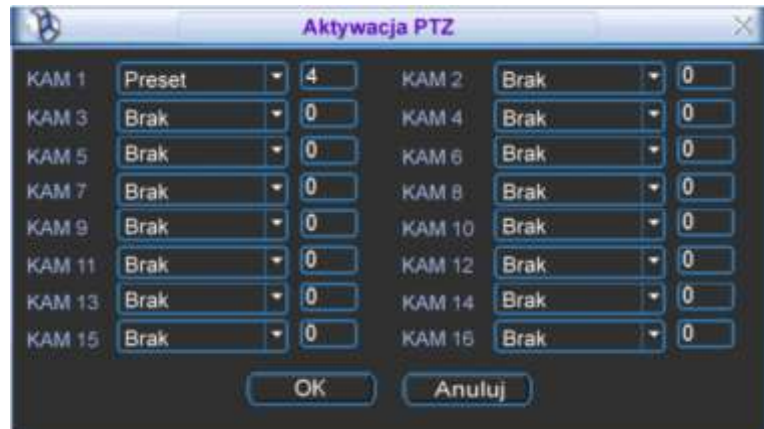 Aktywacja PTZ
KAM 1 Preset 4 KAM 2 Brak 0
KAM 3 Brak 0 KAM 4 Brak 0
KAM 5 Brak 0 KAM 6 Brak 0
KAM 7 Brak 0 KAM 8 Brak 0
KAM 9 Brak 0 KAM 10 Brak 0
KAM 11 Brak 0 KAM 12 Brak 0
KAM 13 Brak 0 KAM 14 Brak 0
KAM 15 Brak 0 KAM 16 Brak 0
OK Anuluj